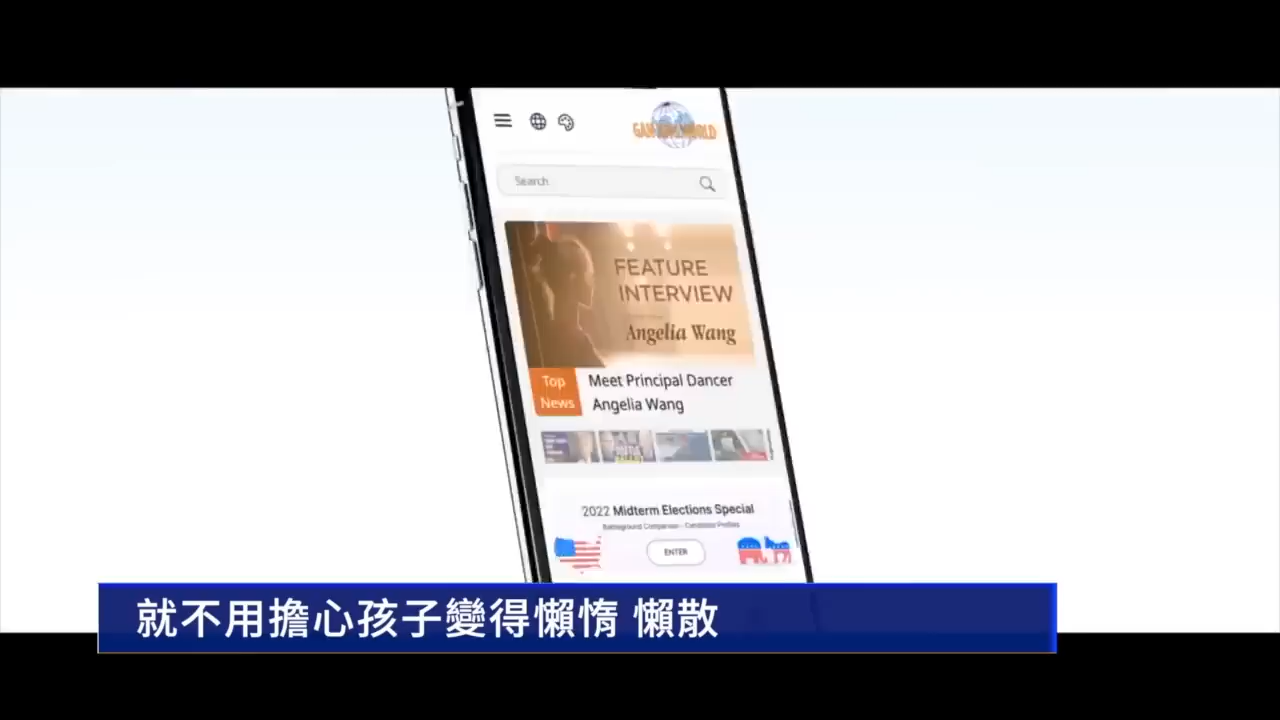 Search
FEATURE
INTERVIEW
Angelia Wang
Top
News
Meet Principal Dancer
Angelia Wang
2022 Midterm Elections Special
ENTER
就不用擔心孩子變得懶惰 懶散